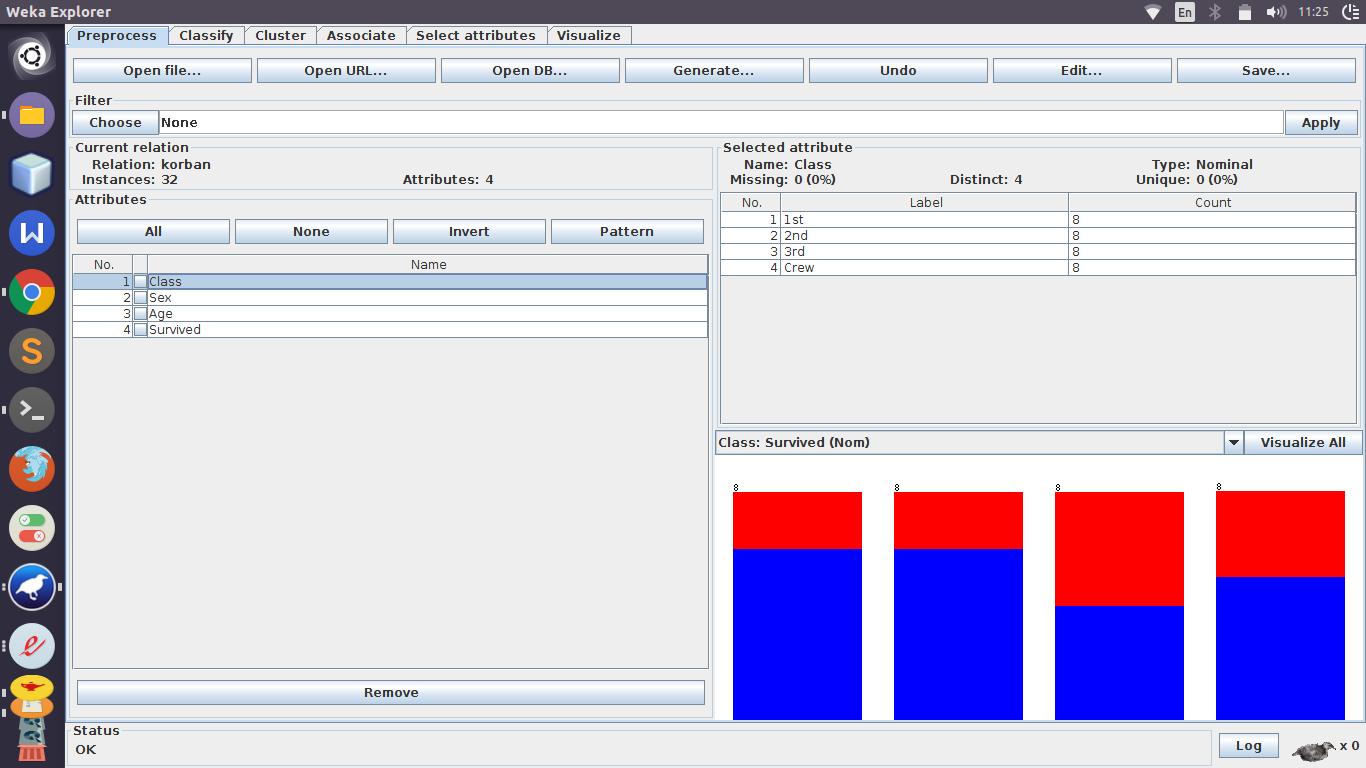 Weka Explorer
En
11:25
Preprocess Classify Cluster Associate Select attributes Visualize
Open file... Open URL... Open DB... Generate... Undo Edit... Save...
Filter
Choose None Apply
Current relation
Relation: korban
Instances: 32 Attributes: 4
Attributes
All None Invert Pattern
No. Name
1 Class
2 Sex
3 Age
4 Survived
Remove
Selected attribute
Name: Class Type: Nominal
Missing: 0 (0%) Distinct: 4 Unique: 0 (0%)
No. Label Count
1 1st 8
2 2nd 8
3 3rd 8
4 Crew 8
Class: Survived (Nom) Visualize All
8 8 8 8
Status
OK
Log x 0